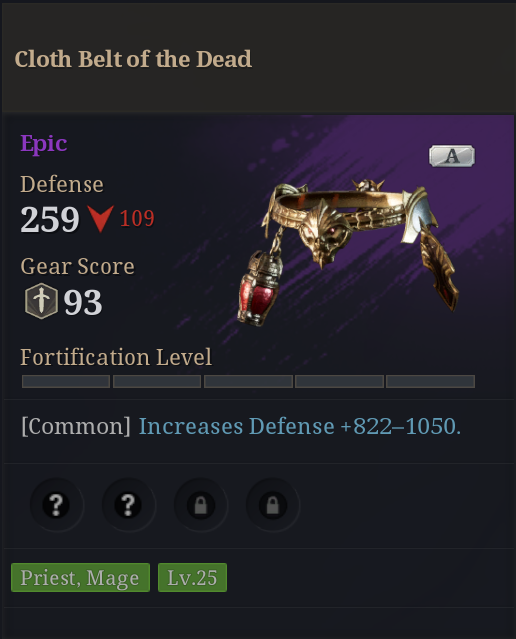 Cloth Belt of the Dead
Epic
A
Defense
259 109
Gear Score
93
Fortification Level
[Common] Increases Defense +822–1050.
? ?
Priest, Mage Lv.25